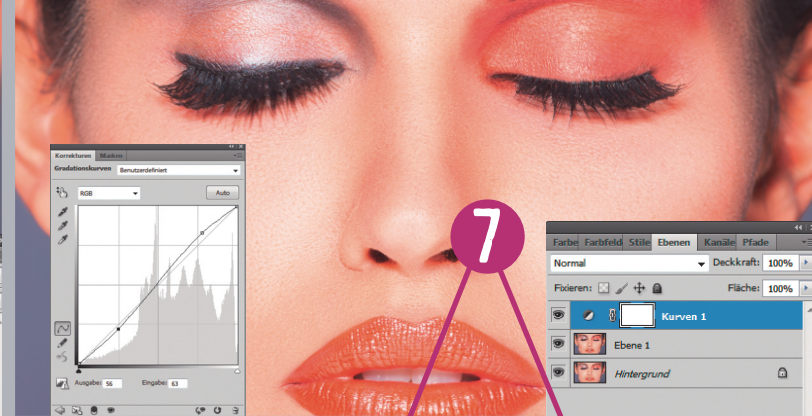 Korrekturen Masken
Gradationskurven Benutzerdefiniert
RGB Auto
Ausgabe: 56 Eingabe: 63
7
Farbe Farbfeld Stile Ebenen Kanäle Pfade
Normal Deckkraft: 100%
Fixieren: Fläche: 100%
Kurven 1
Ebene 1
Hintergrund